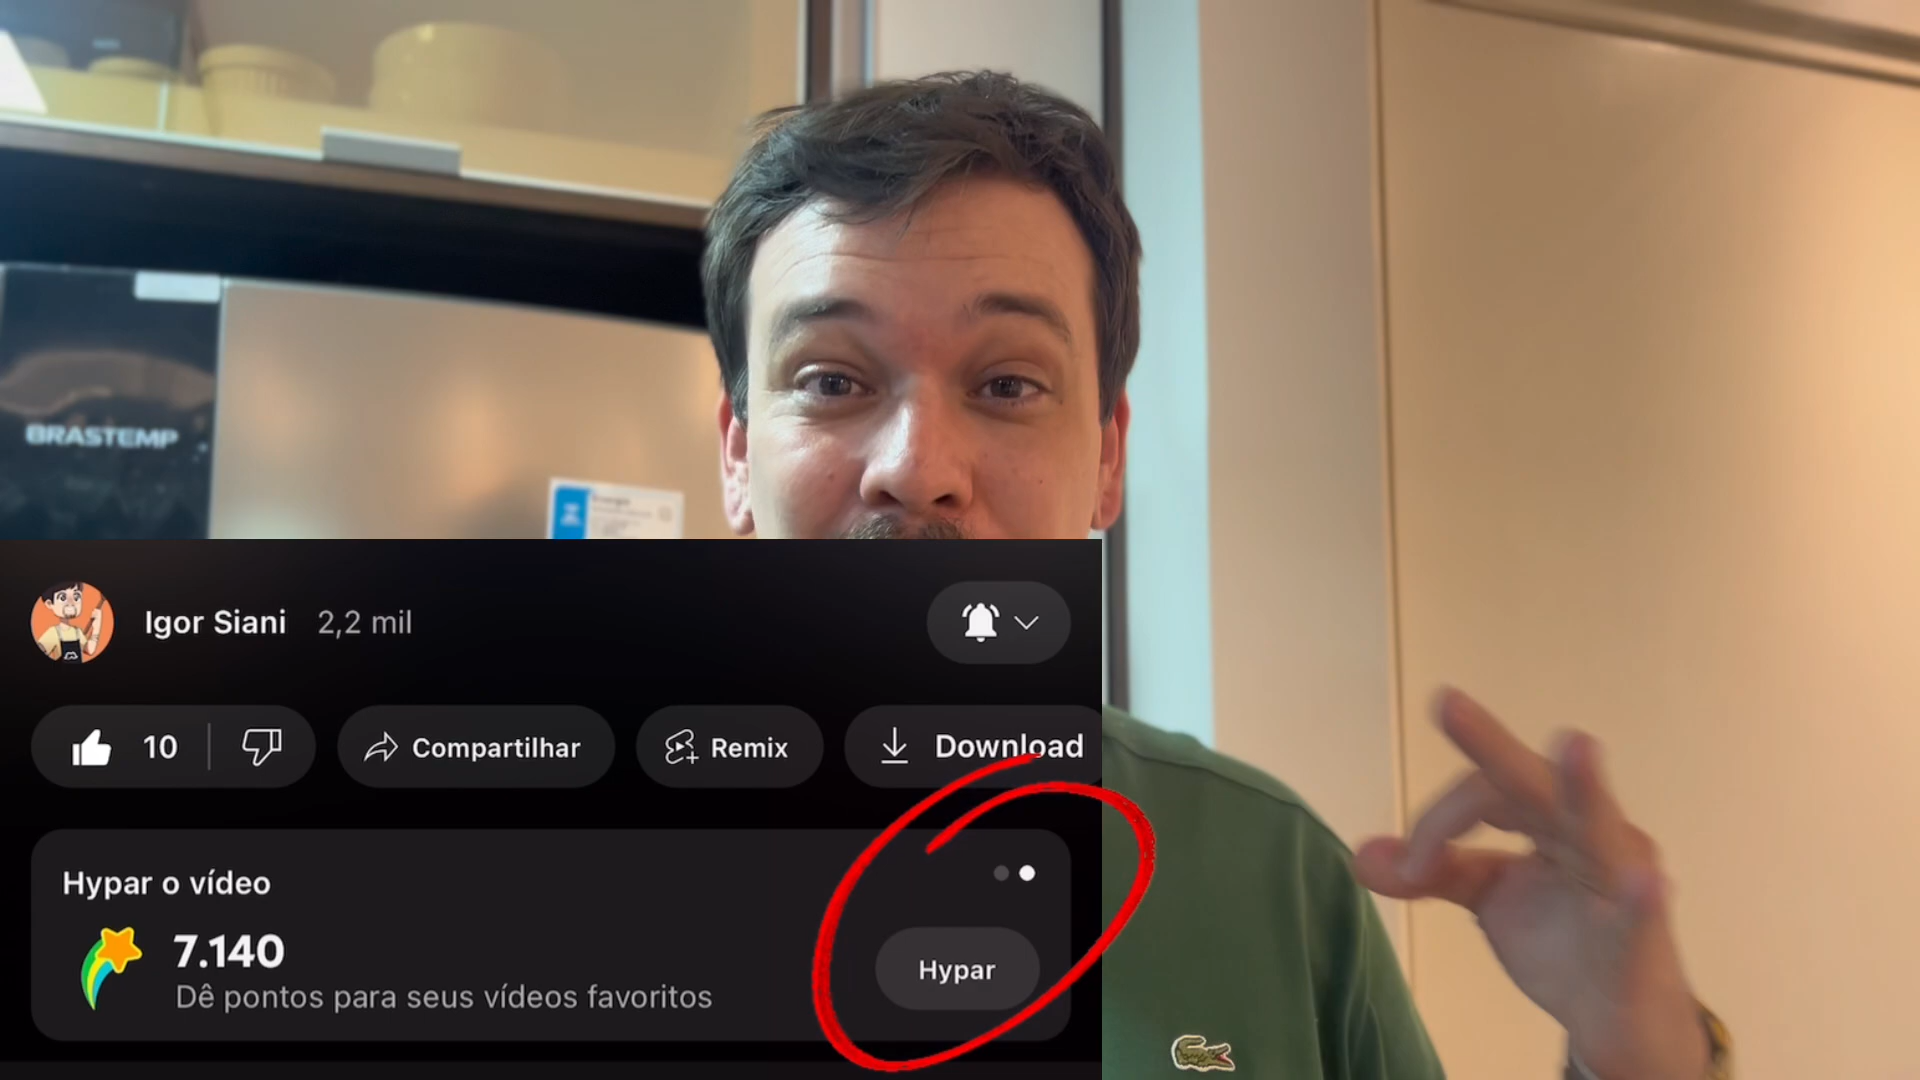 BRASTEMP
Igor Siani 2,2 mil
10 Compartilhar Remix Download
Hypar o vídeo
7.140
Dê pontos para seus vídeos favoritos
Hypar